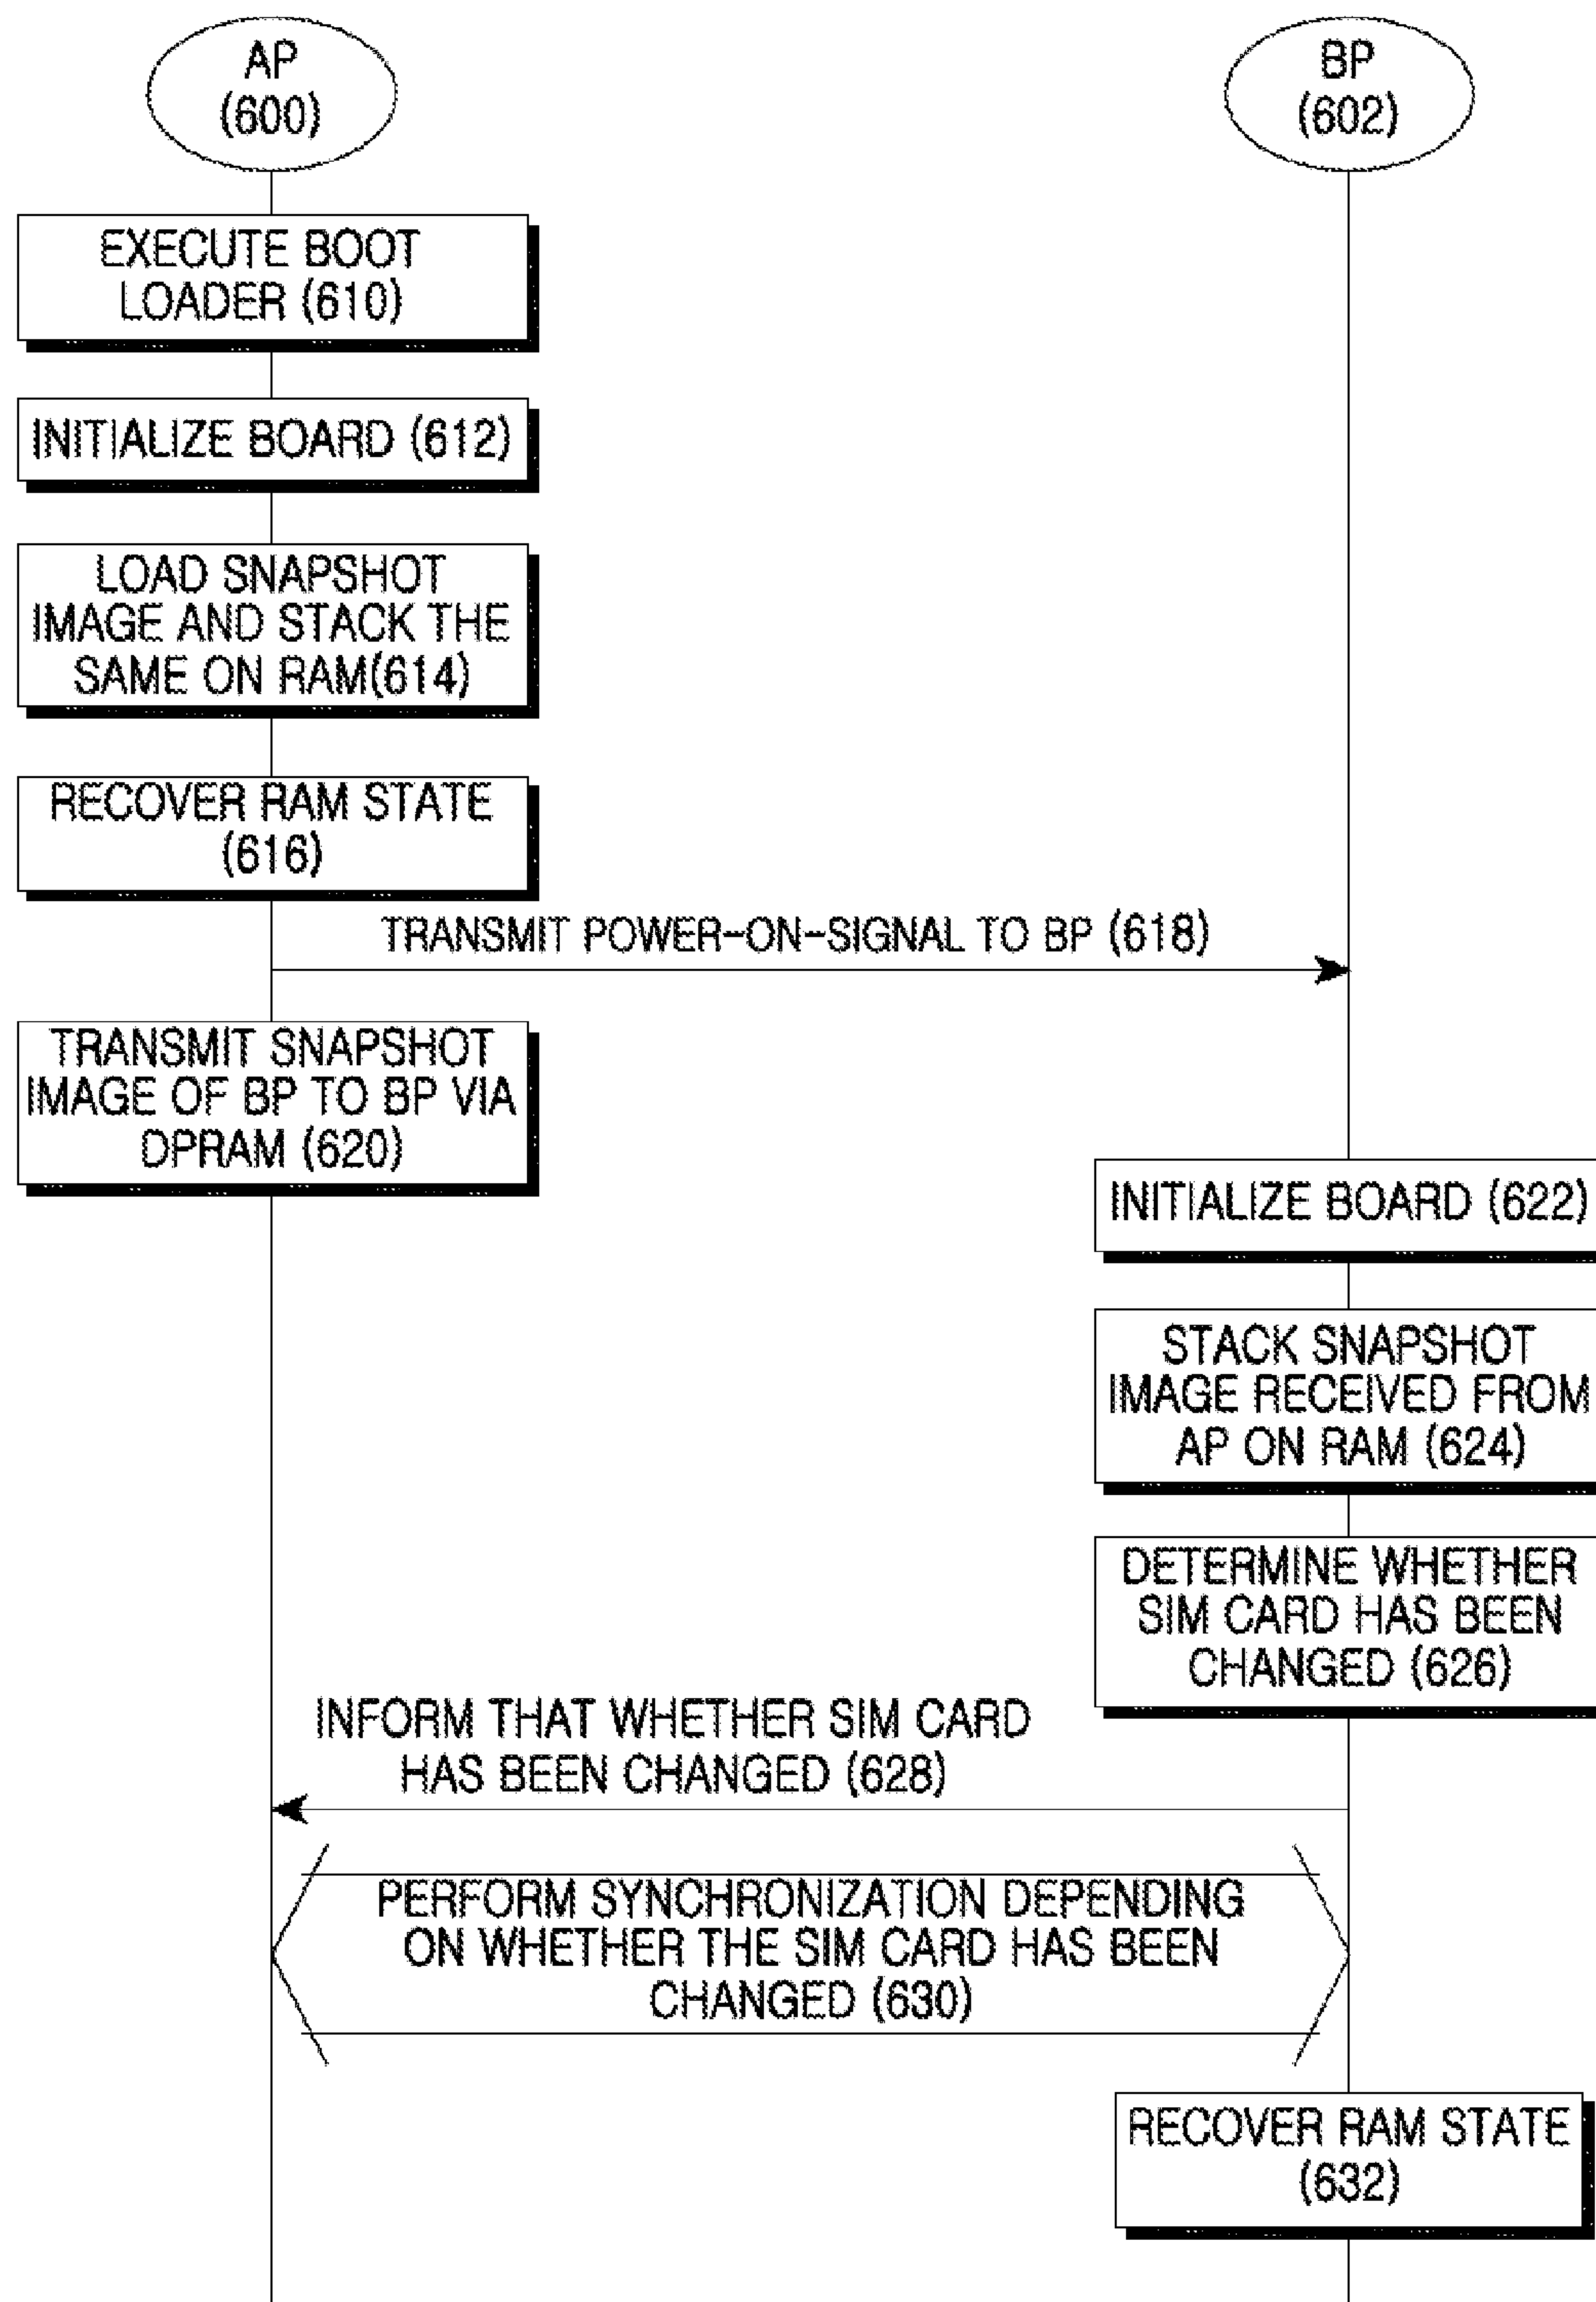 AP
(600)
BP
(602)
EXECUTE BOOT
LOADER (610)
INITIALIZE BOARD (612)
LOAD SNAPSHOT
IMAGE AND STACK THE
SAME ON RAM(614)
RECOVER RAM STATE
(616)
TRANSMIT POWER-ON-SIGNAL TO BP (618)
TRANSMIT SNAPSHOT
IMAGE OF BP TO BP VIA
DPRAM (620)
INITIALIZE BOARD (622)
STACK SNAPSHOT
IMAGE RECEIVED FROM
AP ON RAM (624)
DETERMINE WHETHER
SIM CARD HAS BEEN
CHANGED (626)
INFORM THAT WHETHER SIM CARD
HAS BEEN CHANGED (628)
PERFORM SYNCHRONIZATION DEPENDING
ON WHETHER THE SIM CARD HAS BEEN
CHANGED (630)
RECOVER RAM STATE
(632)